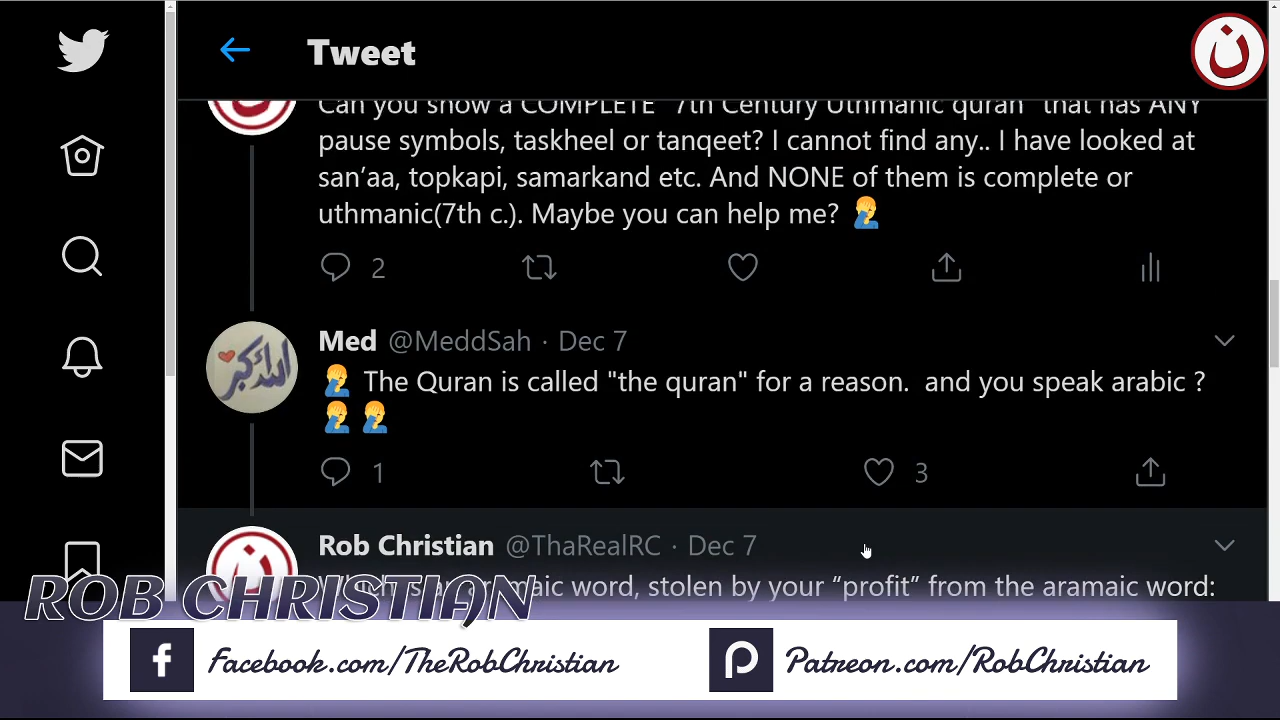 Tweet
Can you show a COMPLETE "7th Century Uthmanic quran" that has ANY
pause symbols, taskheel or tanqeet? I cannot find any.. I have looked at
san'aa, topkapi, samarkand etc. And NONE of them is complete or
uthmanic(7th c.). Maybe you can help me? 🤦‍♂️
2
Med @MeddSah · Dec 7
🤦‍♂️ The Quran is called "the quran" for a reason. and you speak arabic ?
🤦‍♂️ 🤦‍♂️
1 3
Rob Christian @ThaRealRC · Dec 7
word, stolen by your “profit” from the aramaic word:
ROB CHRISTIAN
Facebook.com/TheRobChristian
Patreon.com/RobChristian
ن
الله اكبر